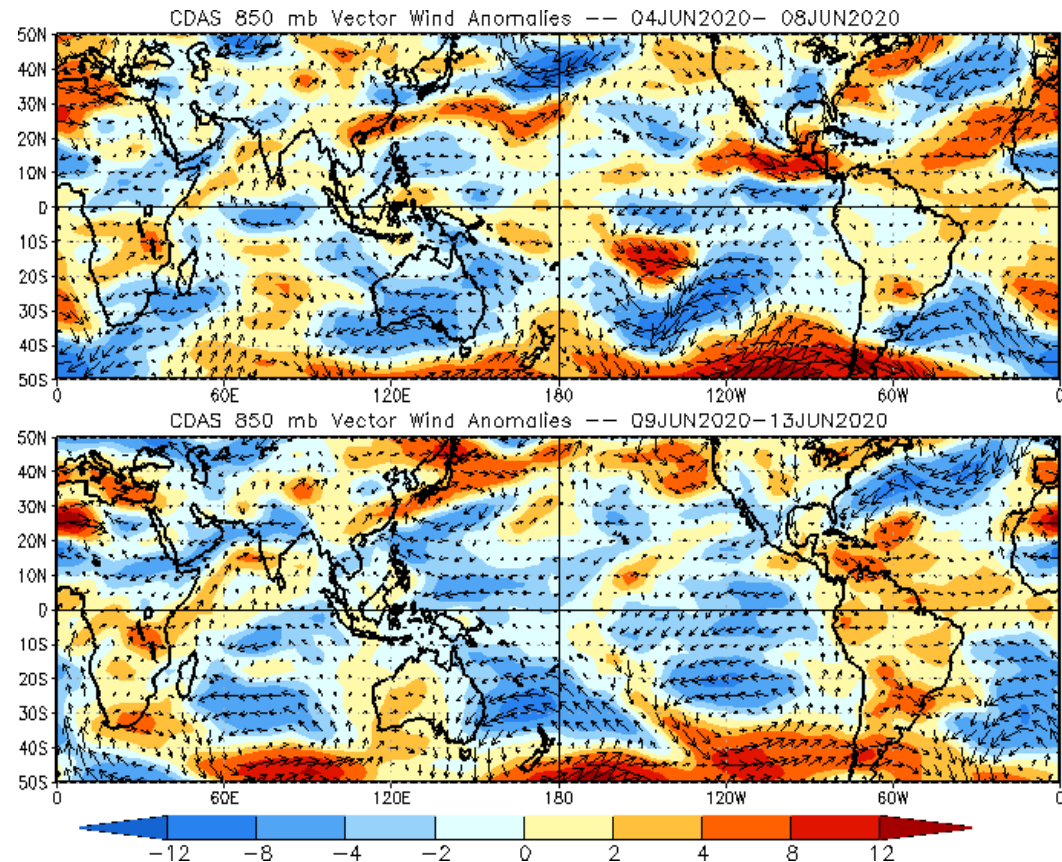 CDAS 850 mb Vector Wind Anomalies -- 04JUN2020- 08JUN2020
50N
40N
30N
20N
10N
0
10S
20S
30S
40S
50S
0 60E 120E 180 120W 60W 0
CDAS 850 mb Vector Wind Anomalies -- 09JUN2020-13JUN2020
50N
40N
30N
20N
10N
0
10S
20S
30S
40S
50S
0 60E 120E 180 120W 60W 0
-12 -8 -4 -2 0 2 4 8 12